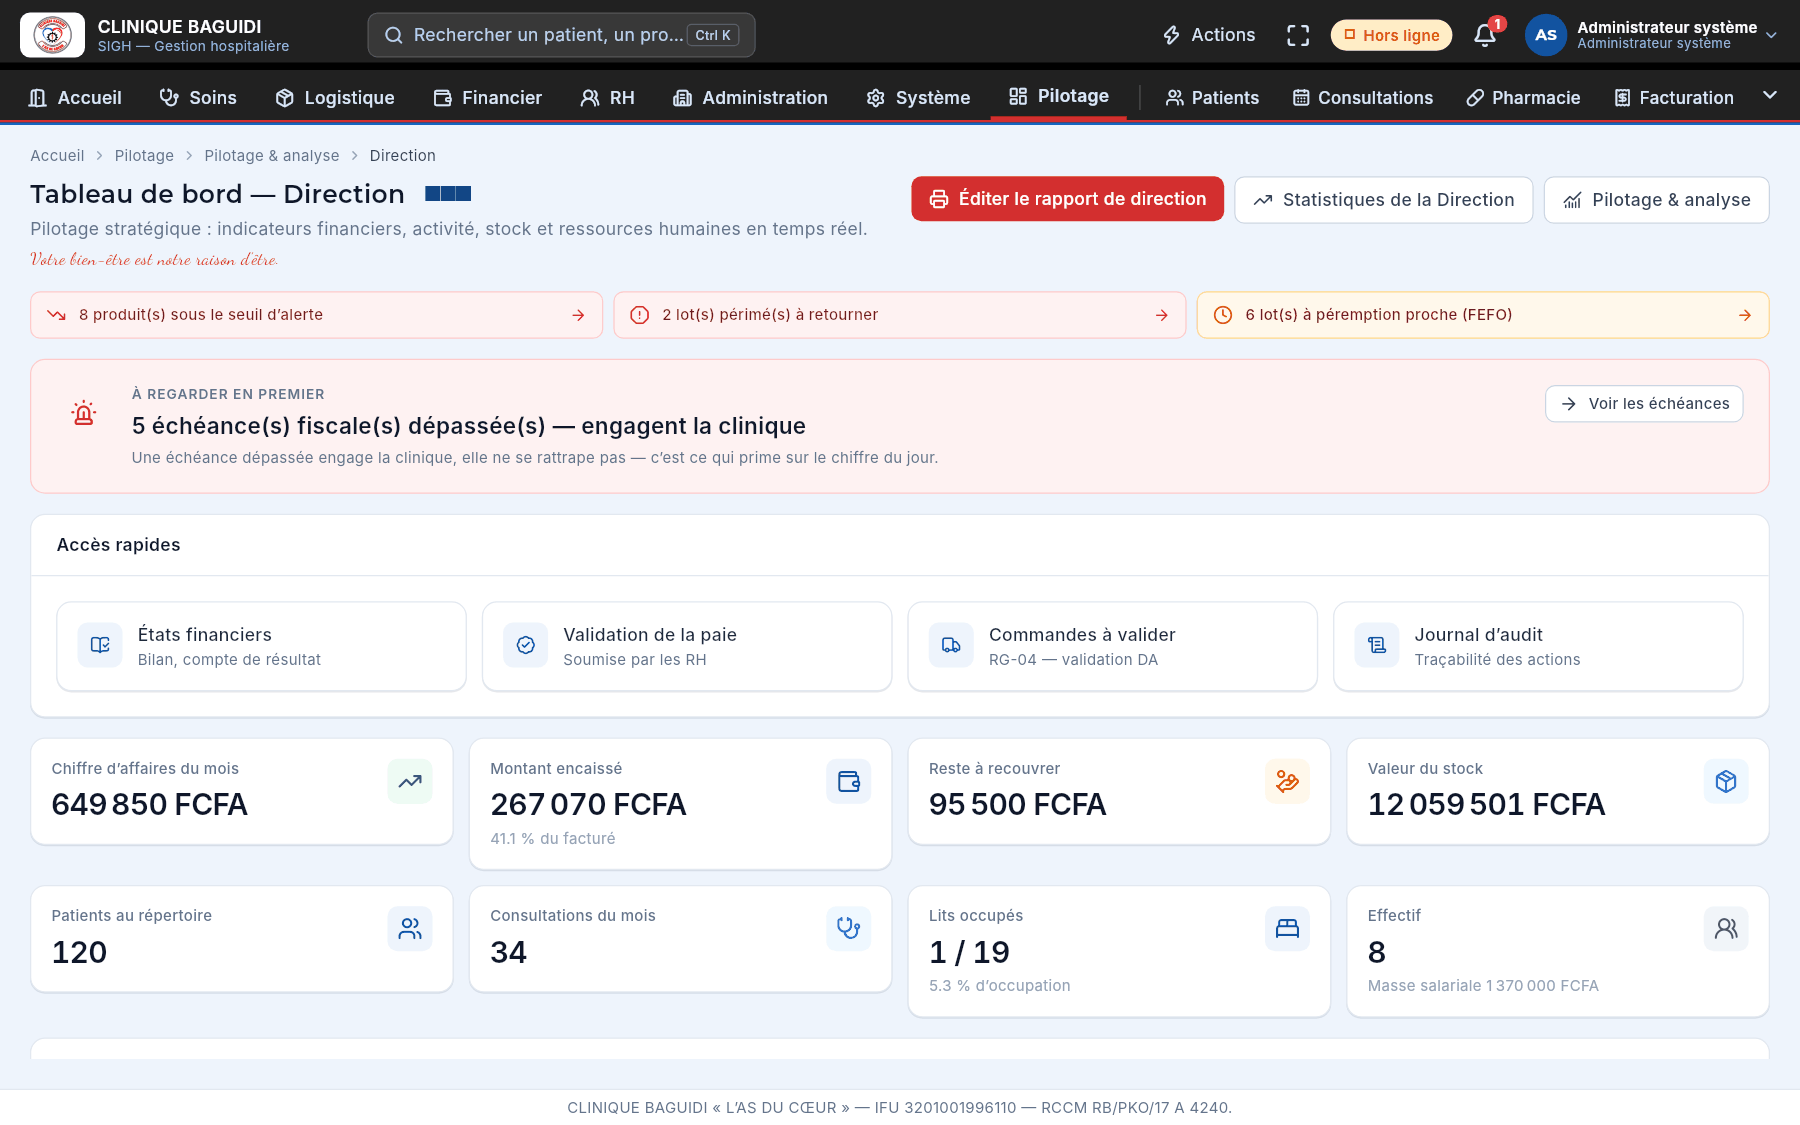 CLINIQUE BAGUIDI
SIGH — Gestion hospitalière
Rechercher un patient, un pro... Ctrl K
Actions
Hors ligne
1
AS
Administrateur système
Administrateur système
Accueil
Soins
Logistique
Financier
RH
Administration
Système
Pilotage
Patients
Consultations
Pharmacie
Facturation
Accueil > Pilotage > Pilotage & analyse > Direction
Tableau de bord — Direction
Éditer le rapport de direction
Statistiques de la Direction
Pilotage & analyse
Pilotage stratégique : indicateurs financiers, activité, stock et ressources humaines en temps réel.
Votre bien-être est notre raison d'être.
8 produit(s) sous le seuil d'alerte
2 lot(s) périmé(s) à retourner
6 lot(s) à péremption proche (FEFO)
À REGARDER EN PREMIER
5 échéance(s) fiscale(s) dépassée(s) — engagent la clinique
Une échéance dépassée engage la clinique, elle ne se rattrape pas — c'est ce qui prime sur le chiffre du jour.
Voir les échéances
Accès rapides
États financiers
Bilan, compte de résultat
Validation de la paie
Soumise par les RH
Commandes à valider
RG-04 — validation DA
Journal d'audit
Traçabilité des actions
Chiffre d'affaires du mois
649 850 FCFA
Montant encaissé
267 070 FCFA
41.1 % du facturé
Reste à recouvrer
95 500 FCFA
Valeur du stock
12 059 501 FCFA
Patients au répertoire
120
Consultations du mois
34
Lits occupés
1 / 19
5.3 % d'occupation
Effectif
8
Masse salariale 1 370 000 FCFA
CLINIQUE BAGUIDI « L'AS DU CŒUR » — IFU 3201001996110 — RCCM RB/PKO/17 A 4240.